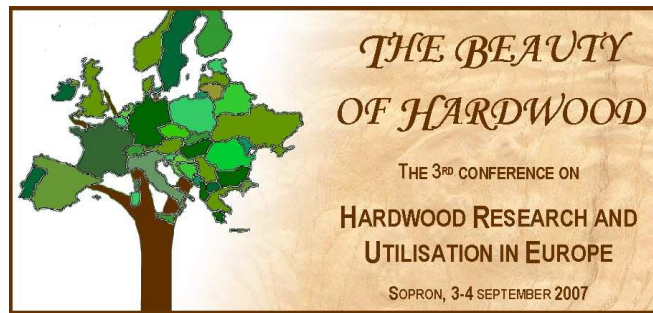 THE BEAUTY
OF HARDWOOD
THE 3RD CONFERENCE ON
HARDWOOD RESEARCH AND
UTILISATION IN EUROPE
SOPRON, 3-4 SEPTEMBER 2007